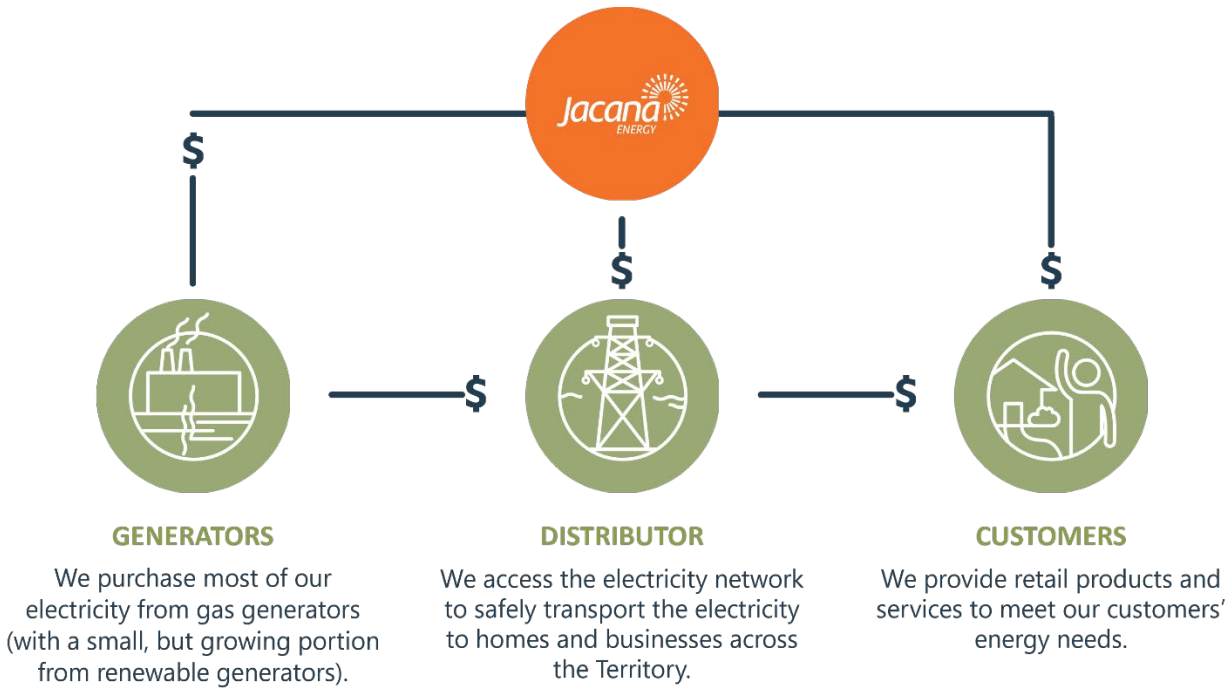 Jacana
ENERGY
$
$
$
$
$
GENERATORS
We purchase most of our
electricity from gas generators
(with a small, but growing portion
from renewable generators).
DISTRIBUTOR
We access the electricity network
to safely transport the electricity
to homes and businesses across
the Territory.
CUSTOMERS
We provide retail products and
services to meet our customers’
energy needs.